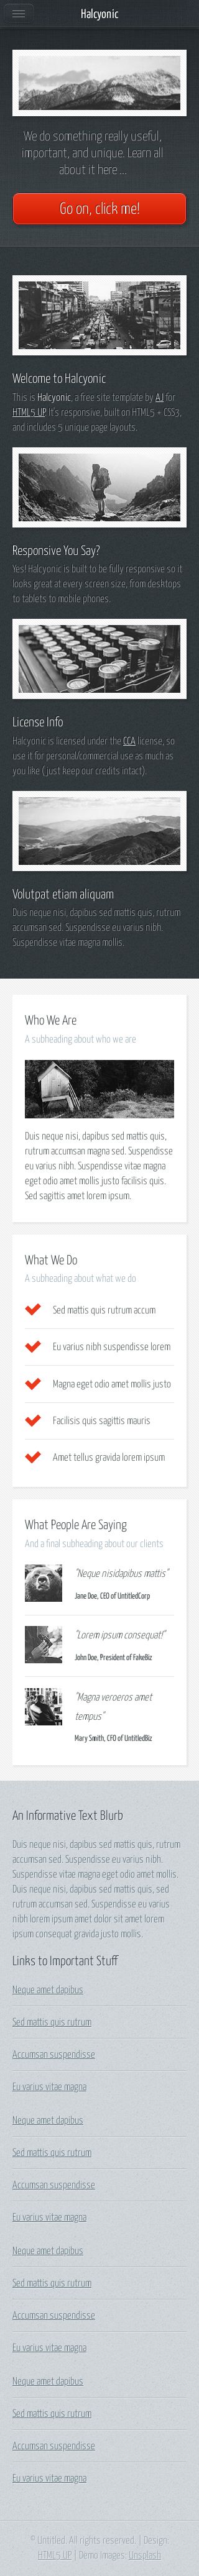 Halcyonic
We do something really useful,
important, and unique. Learn all
about it here ...
Go on, click me!
Welcome to Halcyonic
This is Halcyonic, a free site template by AJ for
HTML5 UP. It's responsive, built on HTML5 + CSS3,
and includes 5 unique page layouts.
Responsive You Say?
Yes! Halcyonic is built to be fully responsive so it
looks great at every screen size, from desktops
to tablets to mobile phones.
License Info
Halcyonic is licensed under the CCA license, so
use it for personal/commercial use as much as
you like (just keep our credits intact).
Volutpat etiam aliquam
Duis neque nisi, dapibus sed mattis quis, rutrum
accumsan sed. Suspendisse eu varius nibh.
Suspendisse vitae magna mollis.
Who We Are
A subheading about who we are
Duis neque nisi, dapibus sed mattis quis,
rutrum accumsan magna sed. Suspendisse
eu varius nibh. Suspendisse vitae magna
eget odio amet mollis justo facilisis quis.
Sed sagittis amet lorem ipsum.
What We Do
A subheading about what we do
Sed mattis quis rutrum accum
Eu varius nibh suspendisse lorem
Magna eget odio amet mollis justo
Facilisis quis sagittis mauris
Amet tellus gravida lorem ipsum
What People Are Saying
And a final subheading about our clients
"Neque nisidapibus mattis"
Jane Doe, CEO of UntitledCorp
"Lorem ipsum consequat!"
John Doe, President of FakeBiz
"Magna veroeros amet
tempus"
Mary Smith, CFO of UntitledBiz
An Informative Text Blurb
Duis neque nisi, dapibus sed mattis quis, rutrum
accumsan sed. Suspendisse eu varius nibh.
Suspendisse vitae magna eget odio amet mollis.
Duis neque nisi, dapibus sed mattis quis, sed
rutrum accumsan sed. Suspendisse eu varius
nibh lorem ipsum amet dolor sit amet lorem
ipsum consequat gravida justo mollis.
Links to Important Stuff
Neque amet dapibus
Sed mattis quis rutrum
Accumsan suspendisse
Eu varius vitae magna
Neque amet dapibus
Sed mattis quis rutrum
Accumsan suspendisse
Eu varius vitae magna
Neque amet dapibus
Sed mattis quis rutrum
Accumsan suspendisse
Eu varius vitae magna
Neque amet dapibus
Sed mattis quis rutrum
Accumsan suspendisse
Eu varius vitae magna
© Untitled. All rights reserved. | Design:
HTML5 UP | Demo Images: Unsplash